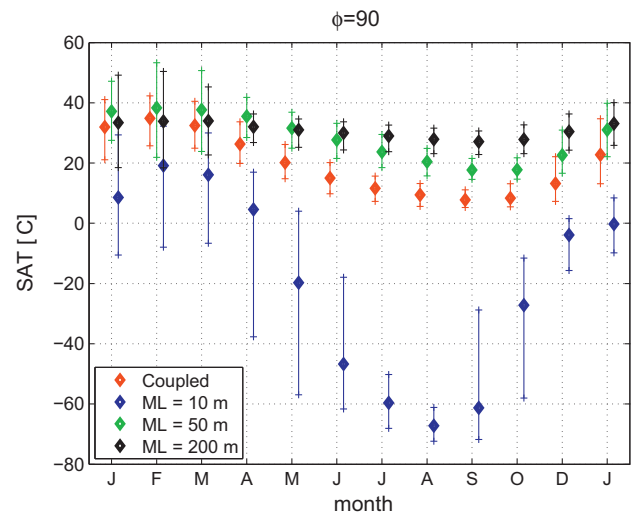 ϕ=90
60
40
20
0
−20
−40
−60
−80
SAT [ C]
Coupled
ML = 10 m
ML = 50 m
ML = 200 m
J F M A M J J A S O D J
month